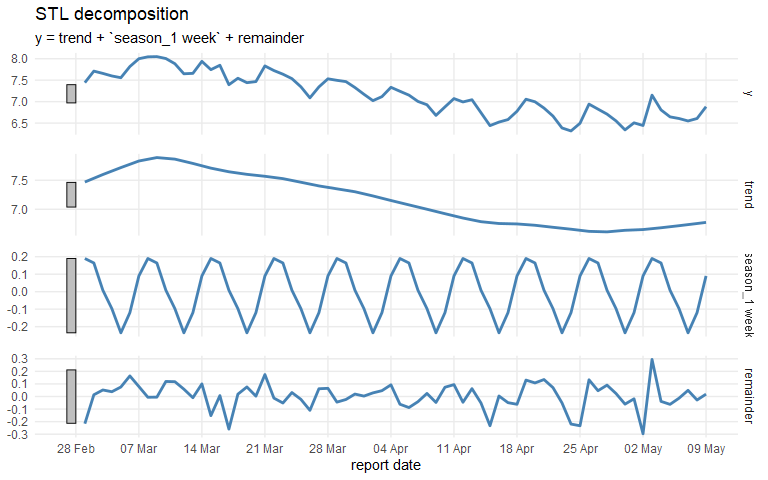 STL decomposition
y = trend + `season_1 week` + remainder
8.0
7.5
7.0
6.5
y
7.5
7.0
trend
0.2
0.1
0.0
-0.1
-0.2
season_1 week
0.3
0.2
0.1
0.0
-0.1
-0.2
-0.3
remainder
28 Feb 07 Mar 14 Mar 21 Mar 28 Mar 04 Apr 11 Apr 18 Apr 25 Apr 02 May 09 May
report date